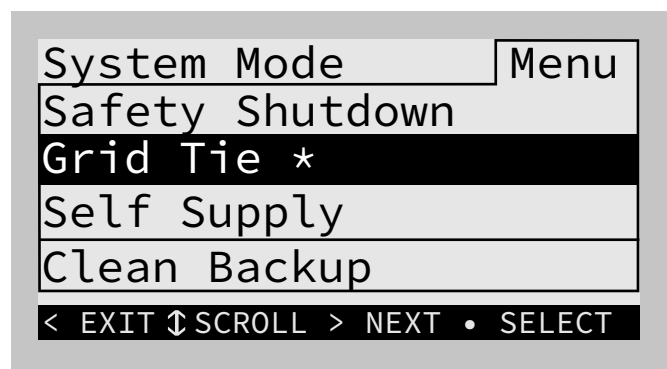 System Mode Menu
Safety Shutdown
Grid Tie *
Self Supply
Clean Backup
< EXIT ↕ SCROLL > NEXT • SELECT